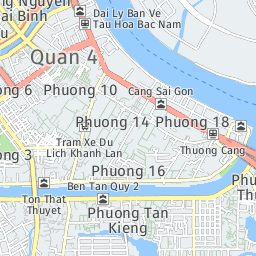 Nguyen
Dai Ly Ban Ve
Tau Hoa Bac Nam
ai Binh
Quan 4
Phuong 10
Cang Sai Gon
6
Phuong 14
Phuong 18
Tram Xe Du
Lich Khanh Lan
Thuong Cang
3
Phuong 16
Ben Tan Quy 2
Ton That
Thuyet
Phuong Tan
Kieng